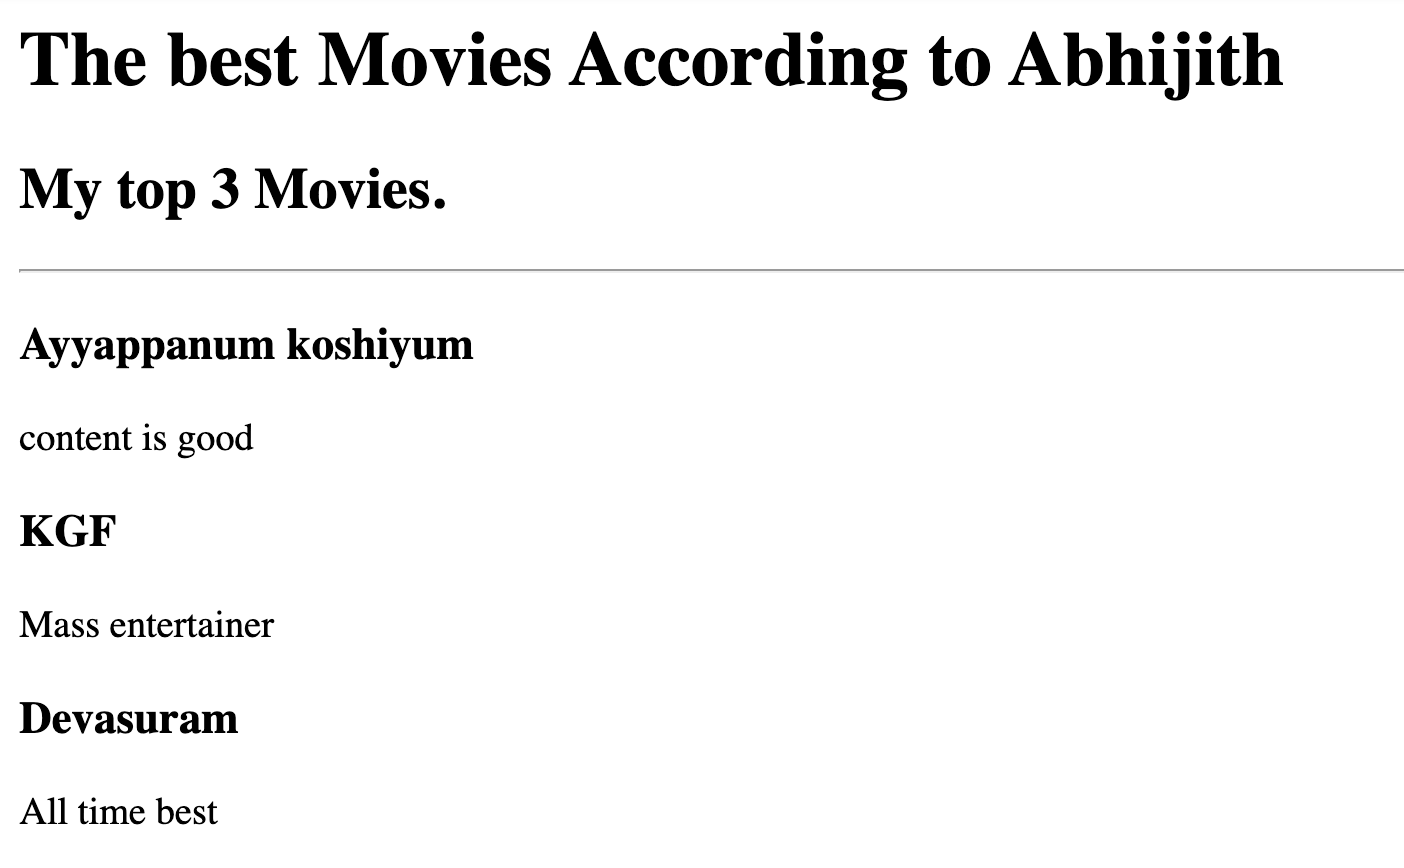 The best Movies According to Abhijith
My top 3 Movies.
Ayyappanum koshiyum
content is good
KGF
Mass entertainer
Devasuram
All time best